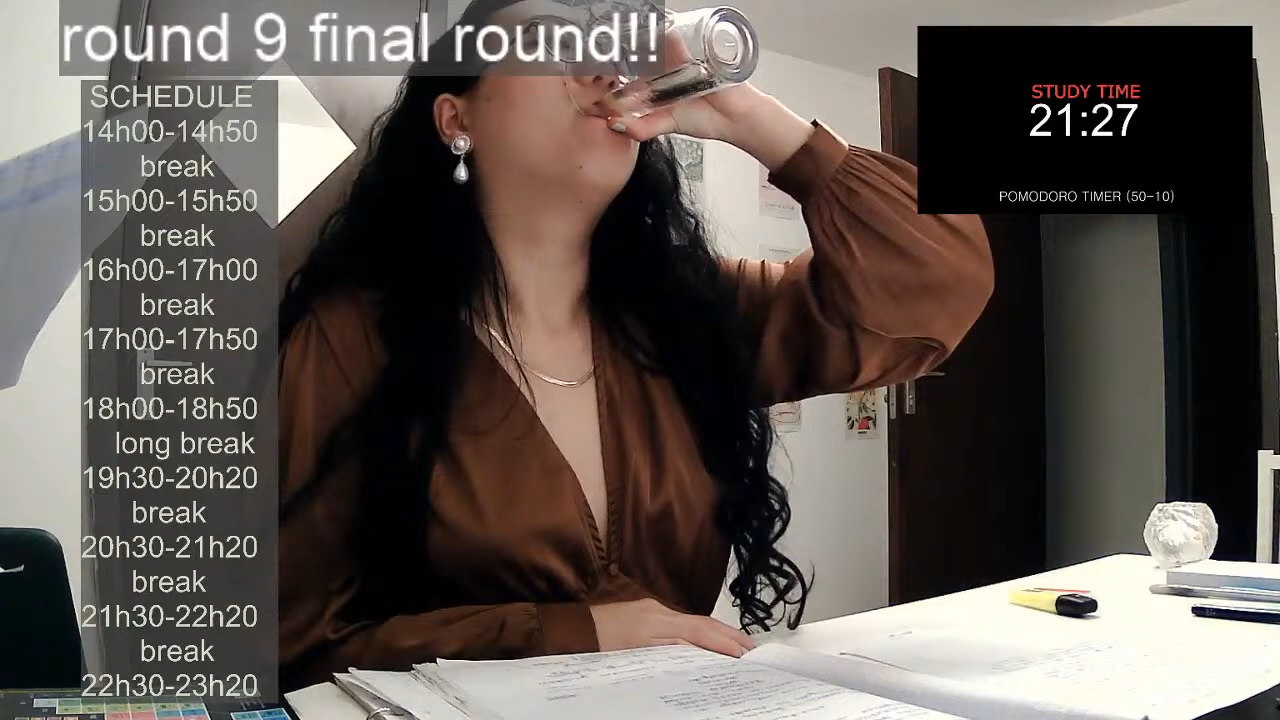 round 9 final round!!
SCHEDULE
14h00-14h50
break
15h00-15h50
break
16h00-17h00
break
17h00-17h50
break
18h00-18h50
long break
19h30-20h20
break
20h30-21h20
break
21h30-22h20
break
22h30-23h20
STUDY TIME
21:27
POMODORO TIMER (50-10)